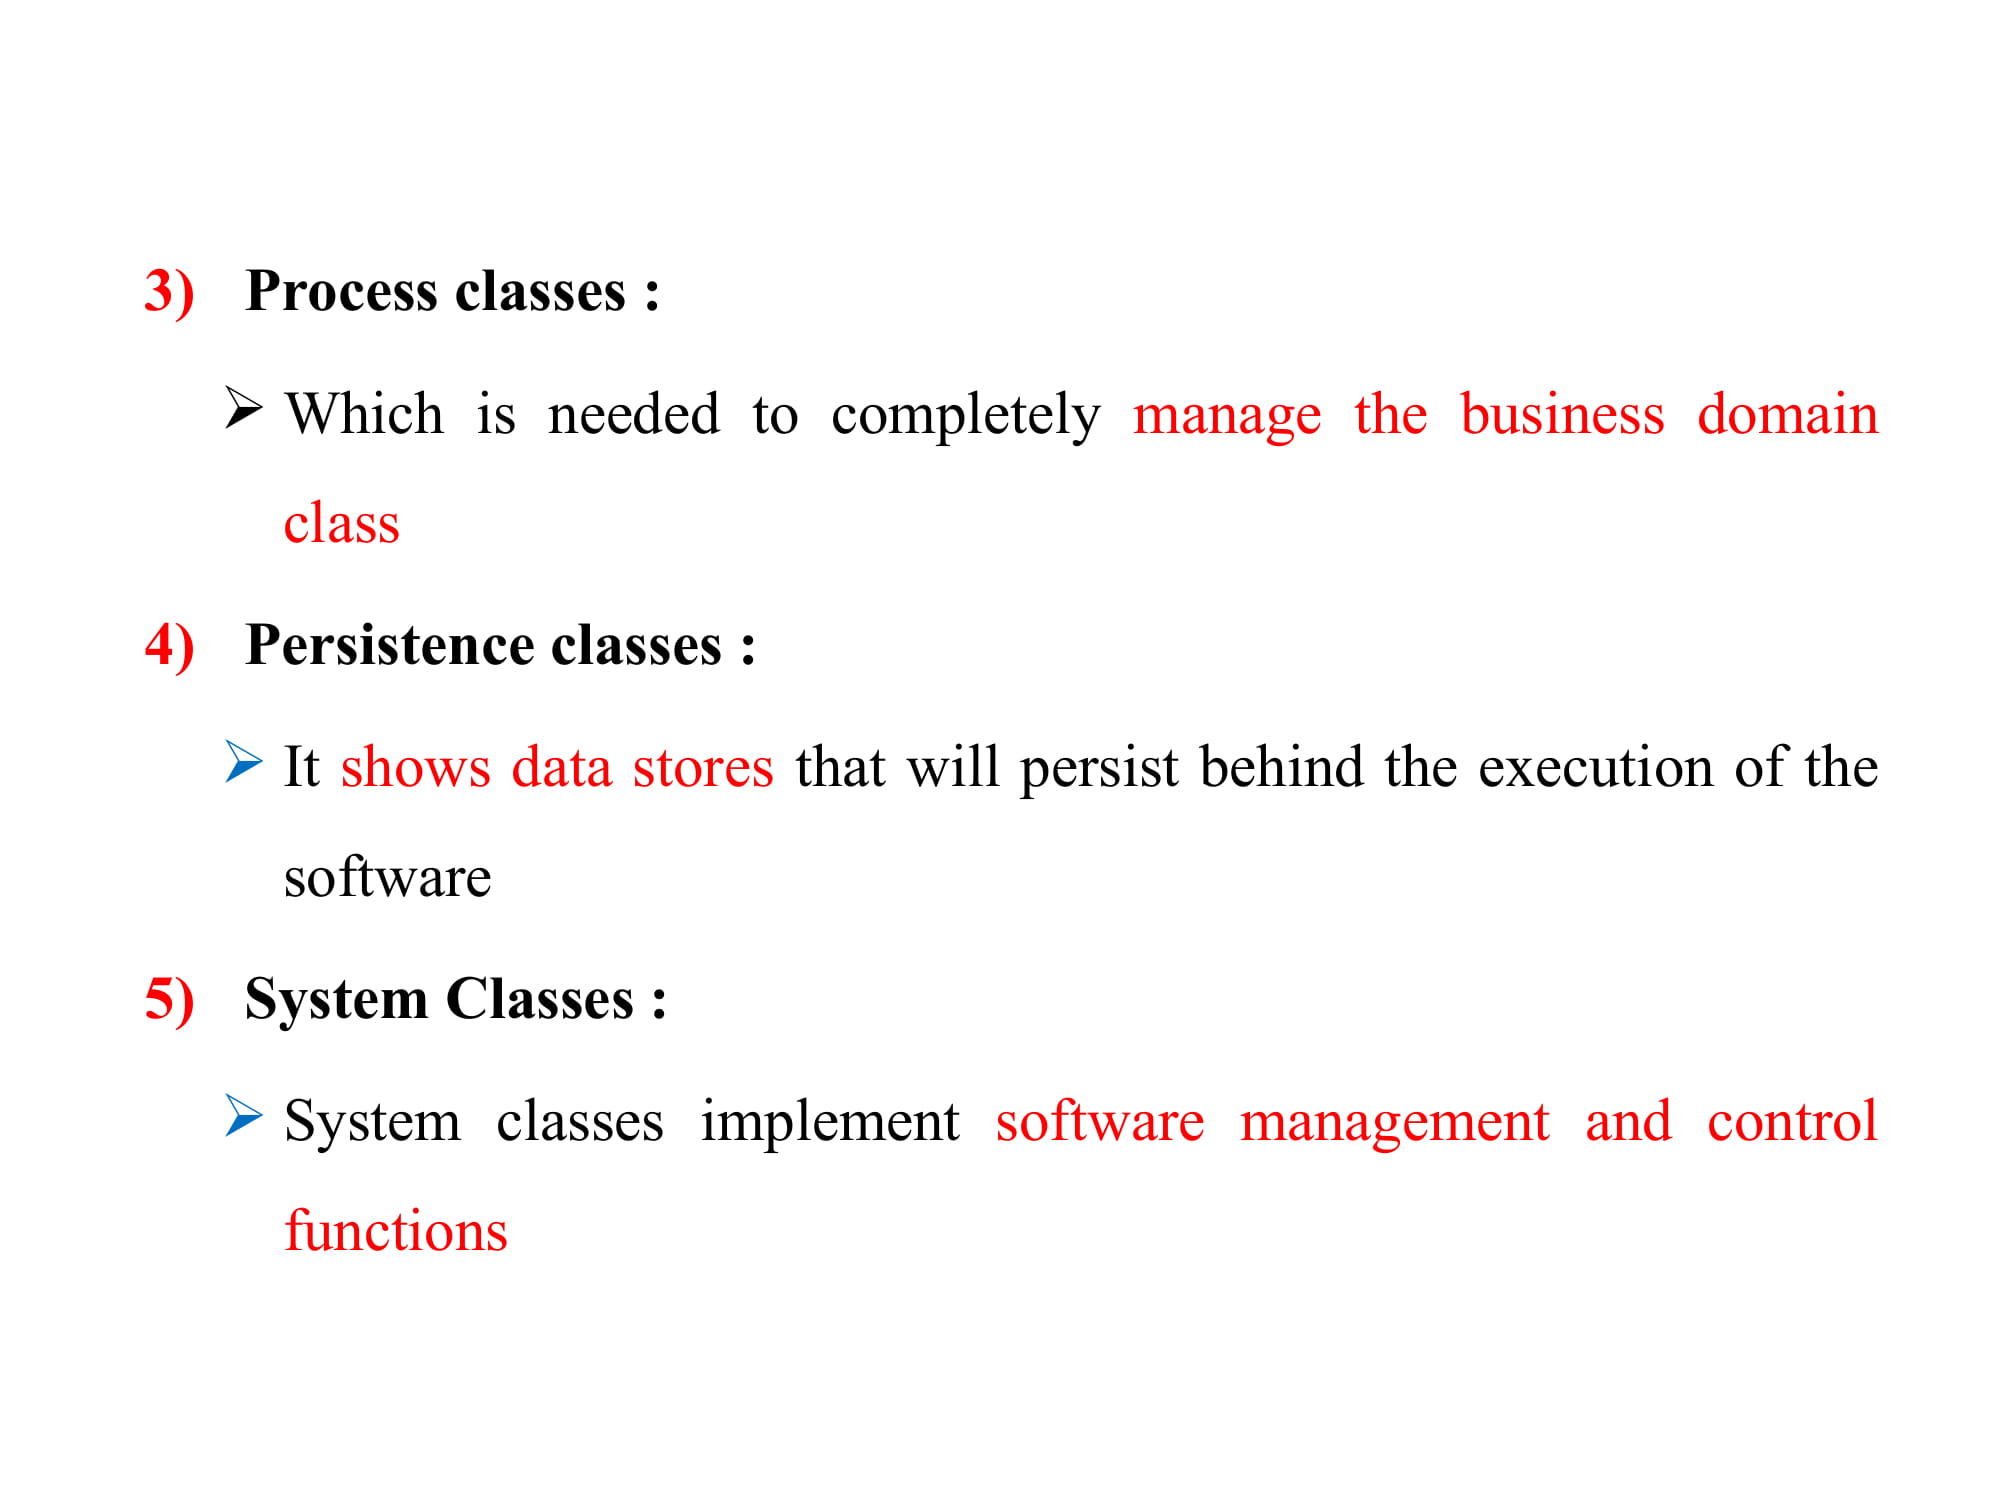 3) Process classes :
➢ Which is needed to completely manage the business domain
class
4) Persistence classes :
➢ It shows data stores that will persist behind the execution of the
software
5) System Classes :
➢ System classes implement software management and control
functions